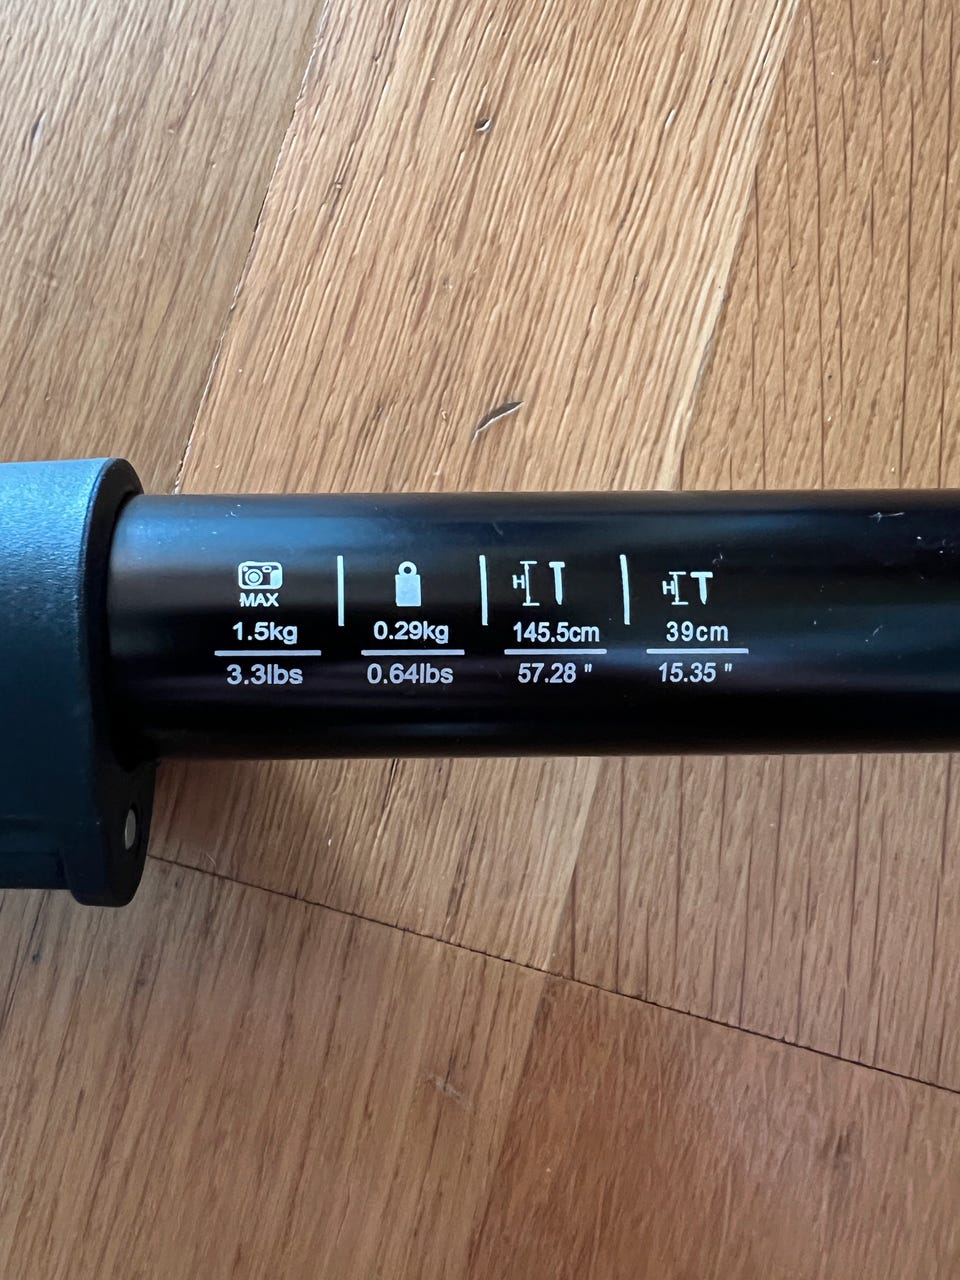 MAX
H
H
1.5kg 0.29kg 145.5cm 39cm
3.3lbs 0.64lbs 57.28 " 15.35 "